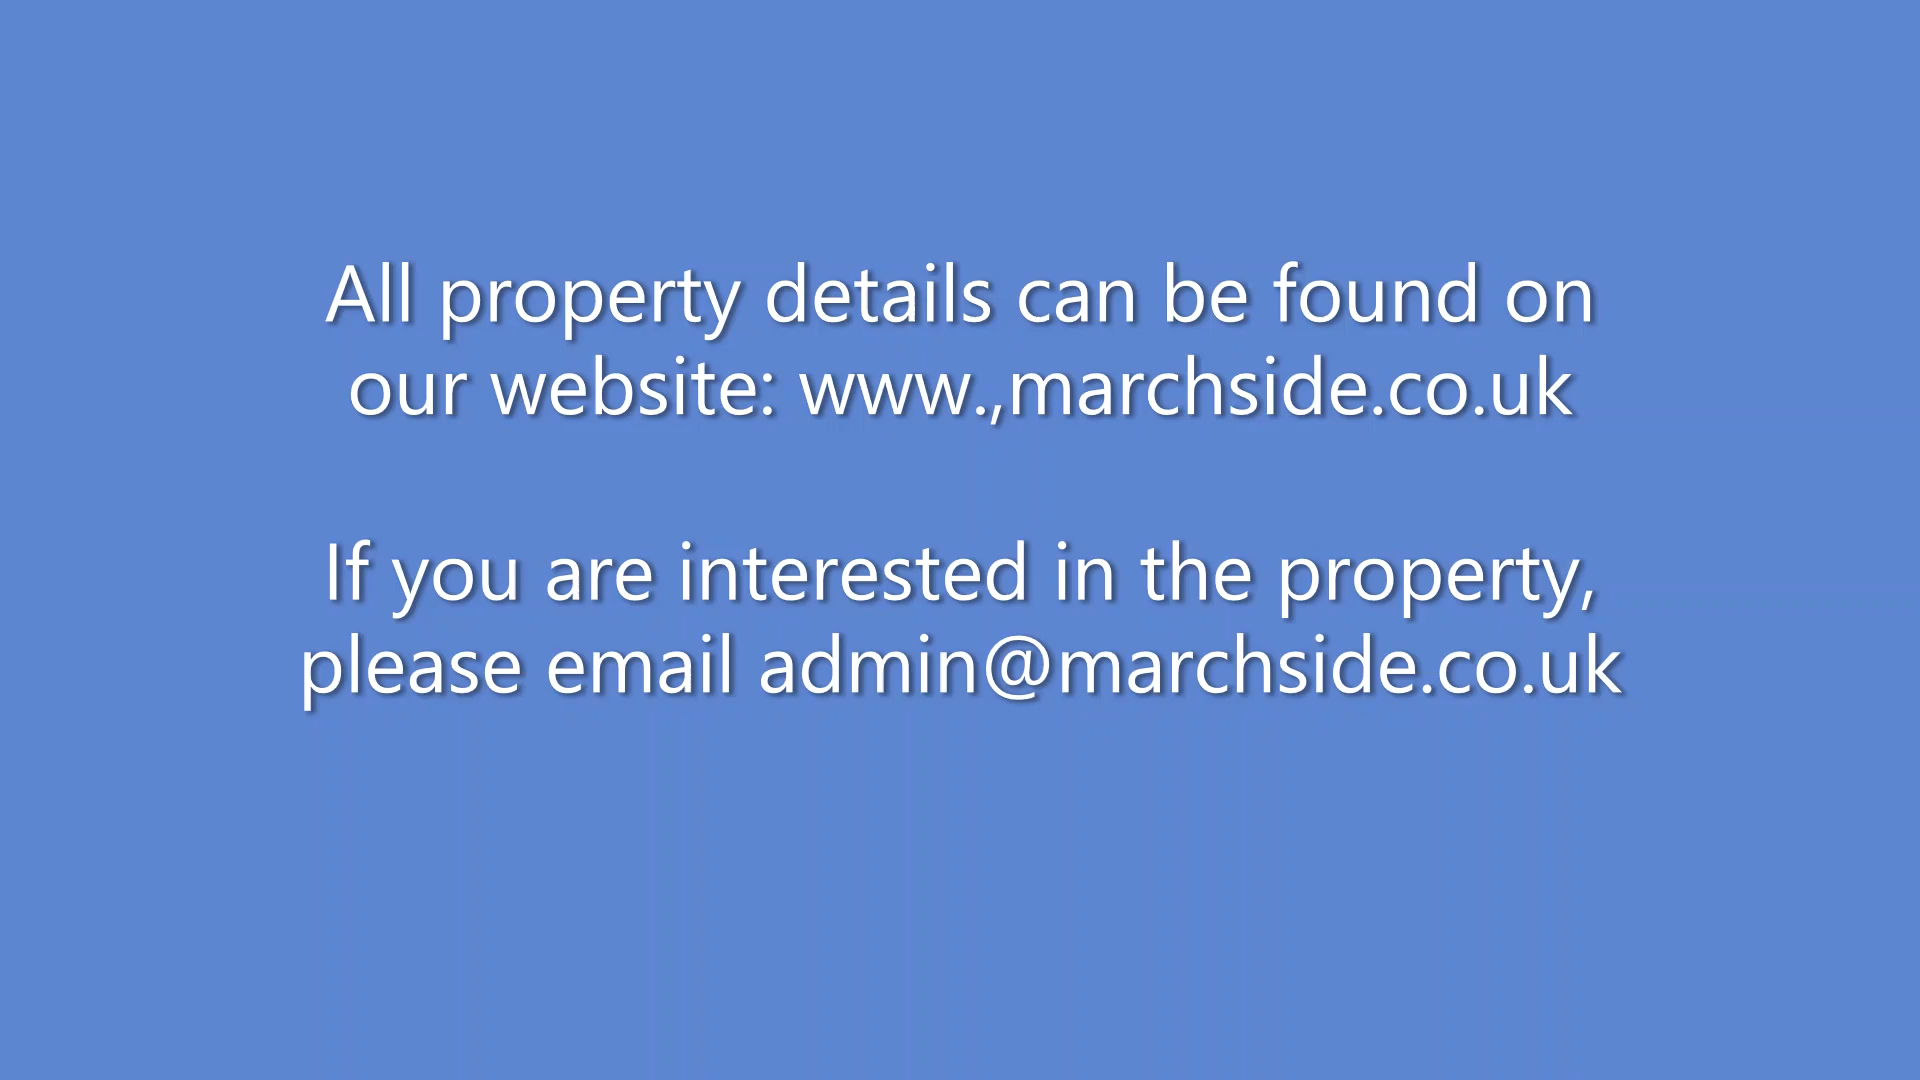 All property details can be found on
our website: www.,marchside.co.uk
If you are interested in the property,
please email admin@marchside.co.uk